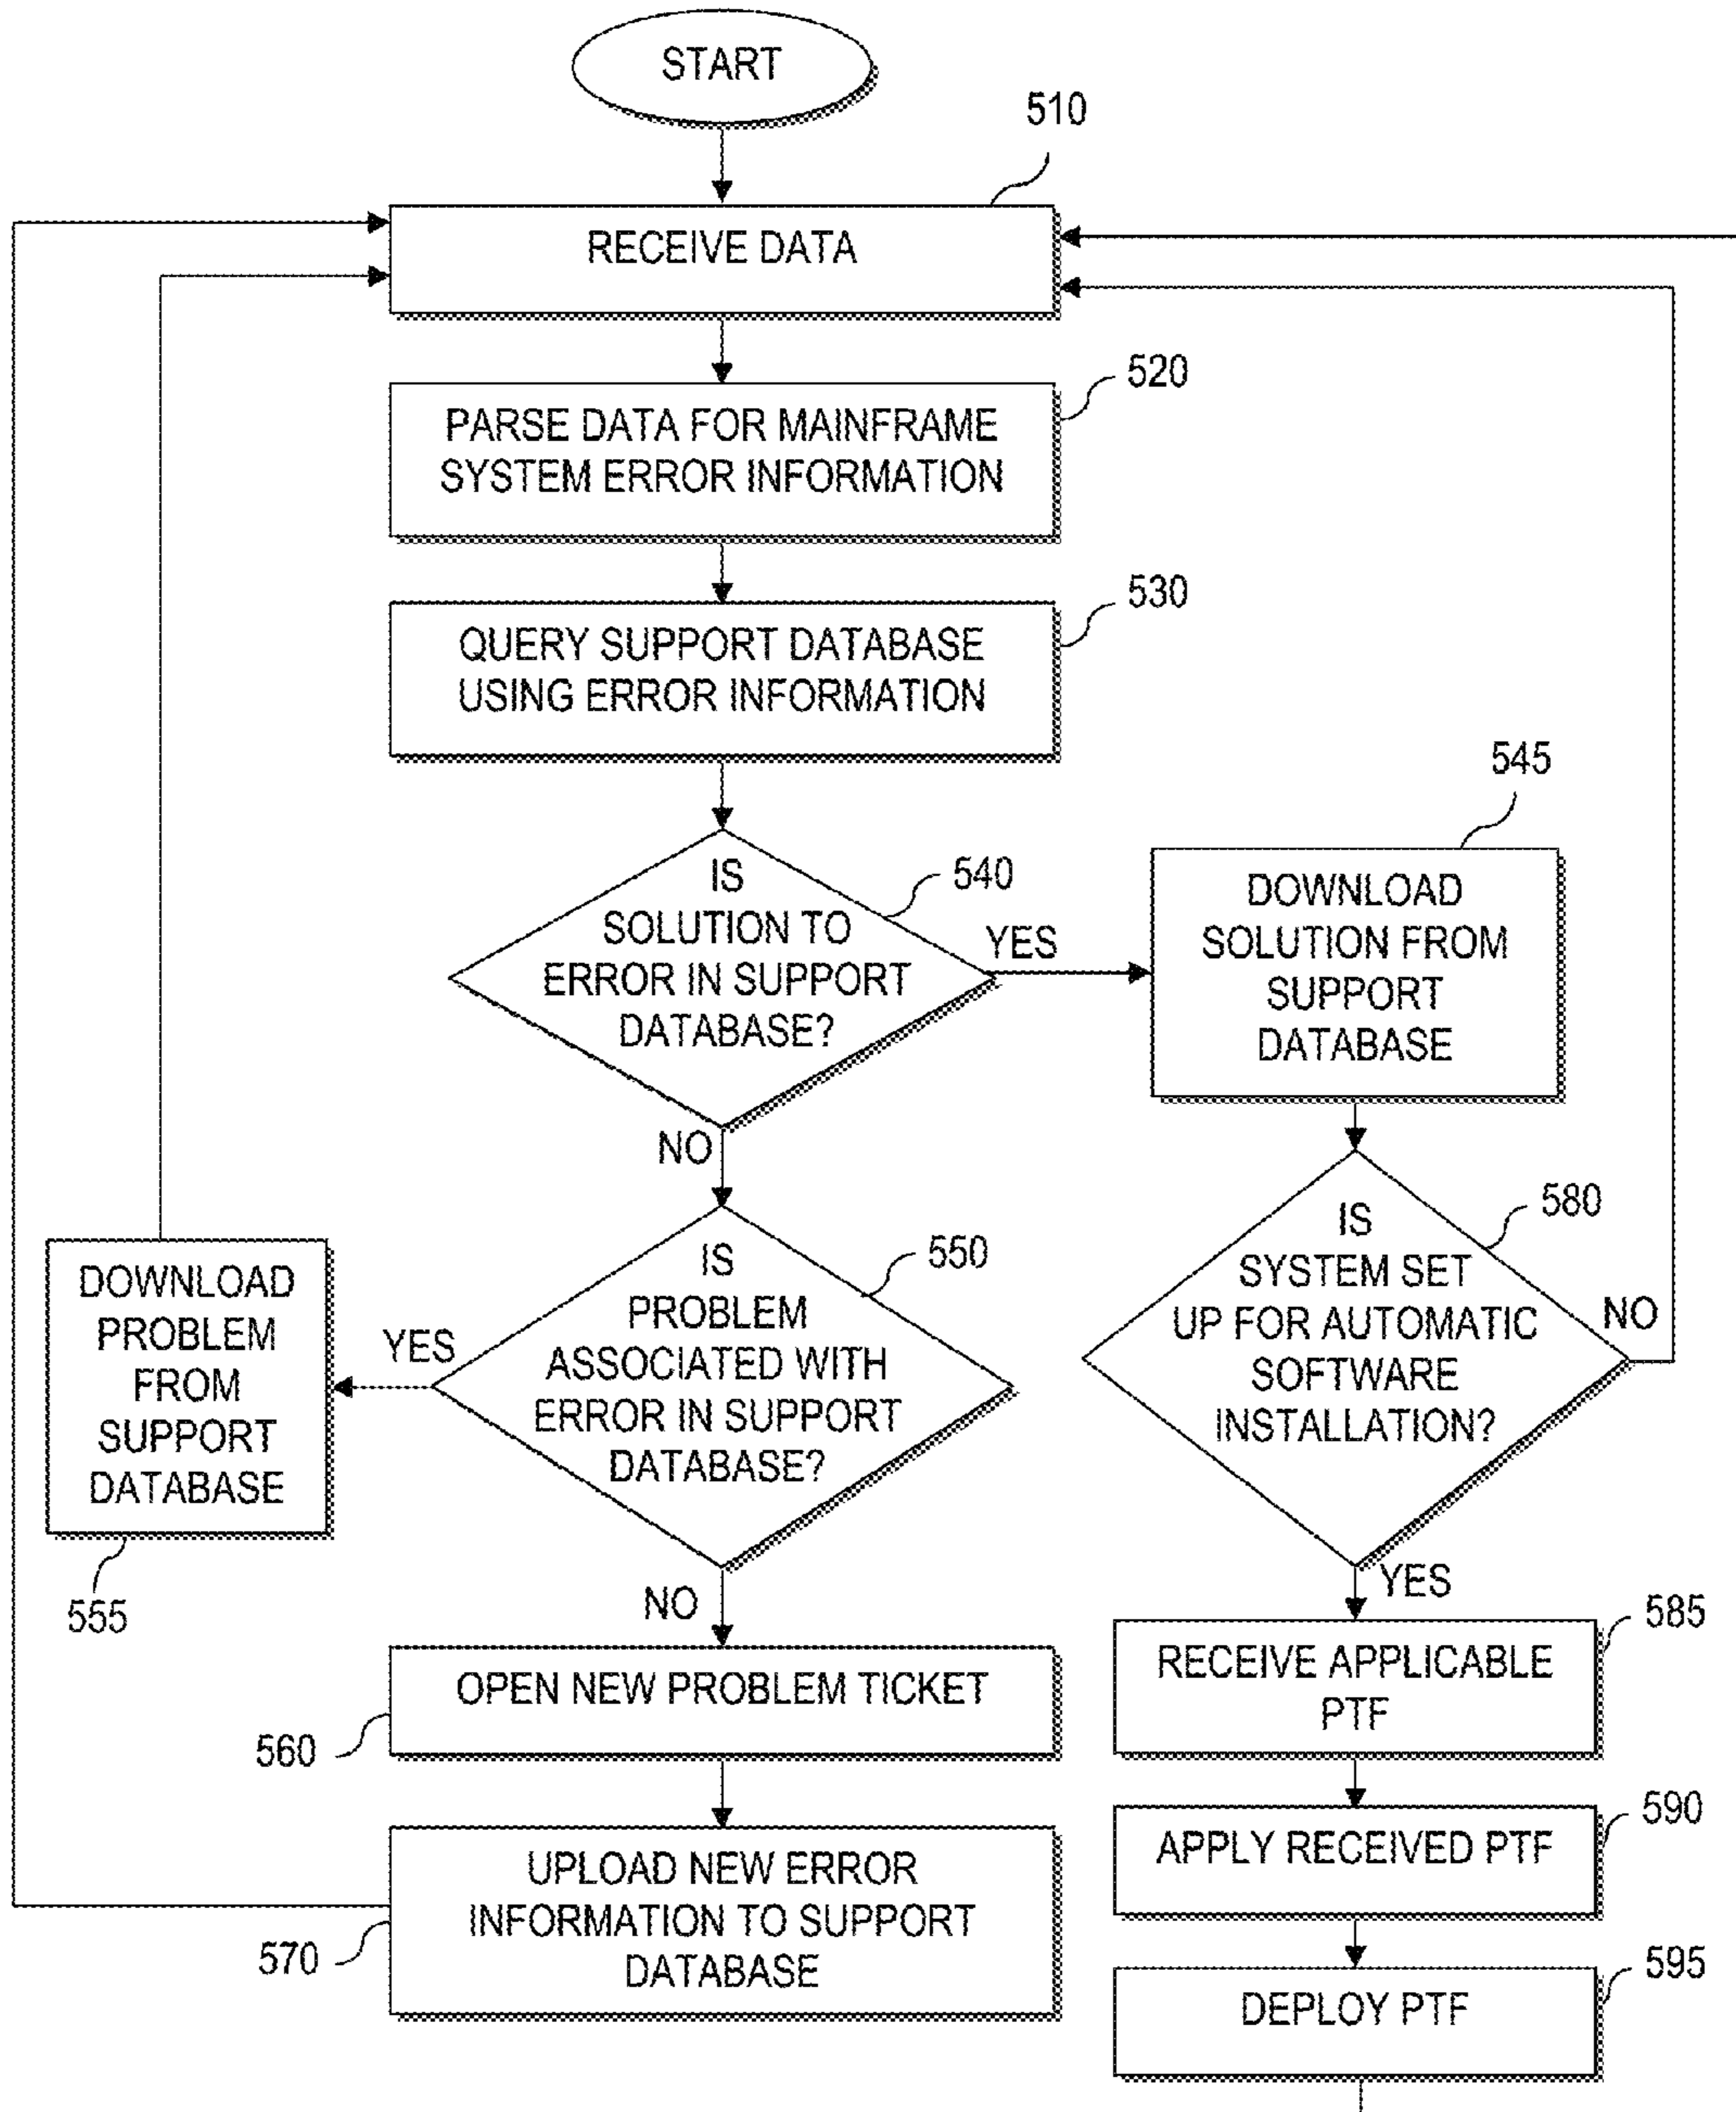 START
510
RECEIVE DATA
520
PARSE DATA FOR MAINFRAME
SYSTEM ERROR INFORMATION
530
QUERY SUPPORT DATABASE
USING ERROR INFORMATION
540
IS
SOLUTION TO
ERROR IN SUPPORT
DATABASE?
YES
NO
545
DOWNLOAD
SOLUTION FROM
SUPPORT
DATABASE
550
IS
PROBLEM
ASSOCIATED WITH
ERROR IN SUPPORT
DATABASE?
YES
NO
DOWNLOAD
PROBLEM
FROM
SUPPORT
DATABASE
555
580
IS
SYSTEM SET
UP FOR AUTOMATIC
SOFTWARE
INSTALLATION?
NO
YES
OPEN NEW PROBLEM TICKET
560
UPLOAD NEW ERROR
INFORMATION TO SUPPORT
DATABASE
570
585
RECEIVE APPLICABLE
PTF
590
APPLY RECEIVED PTF
595
DEPLOY PTF